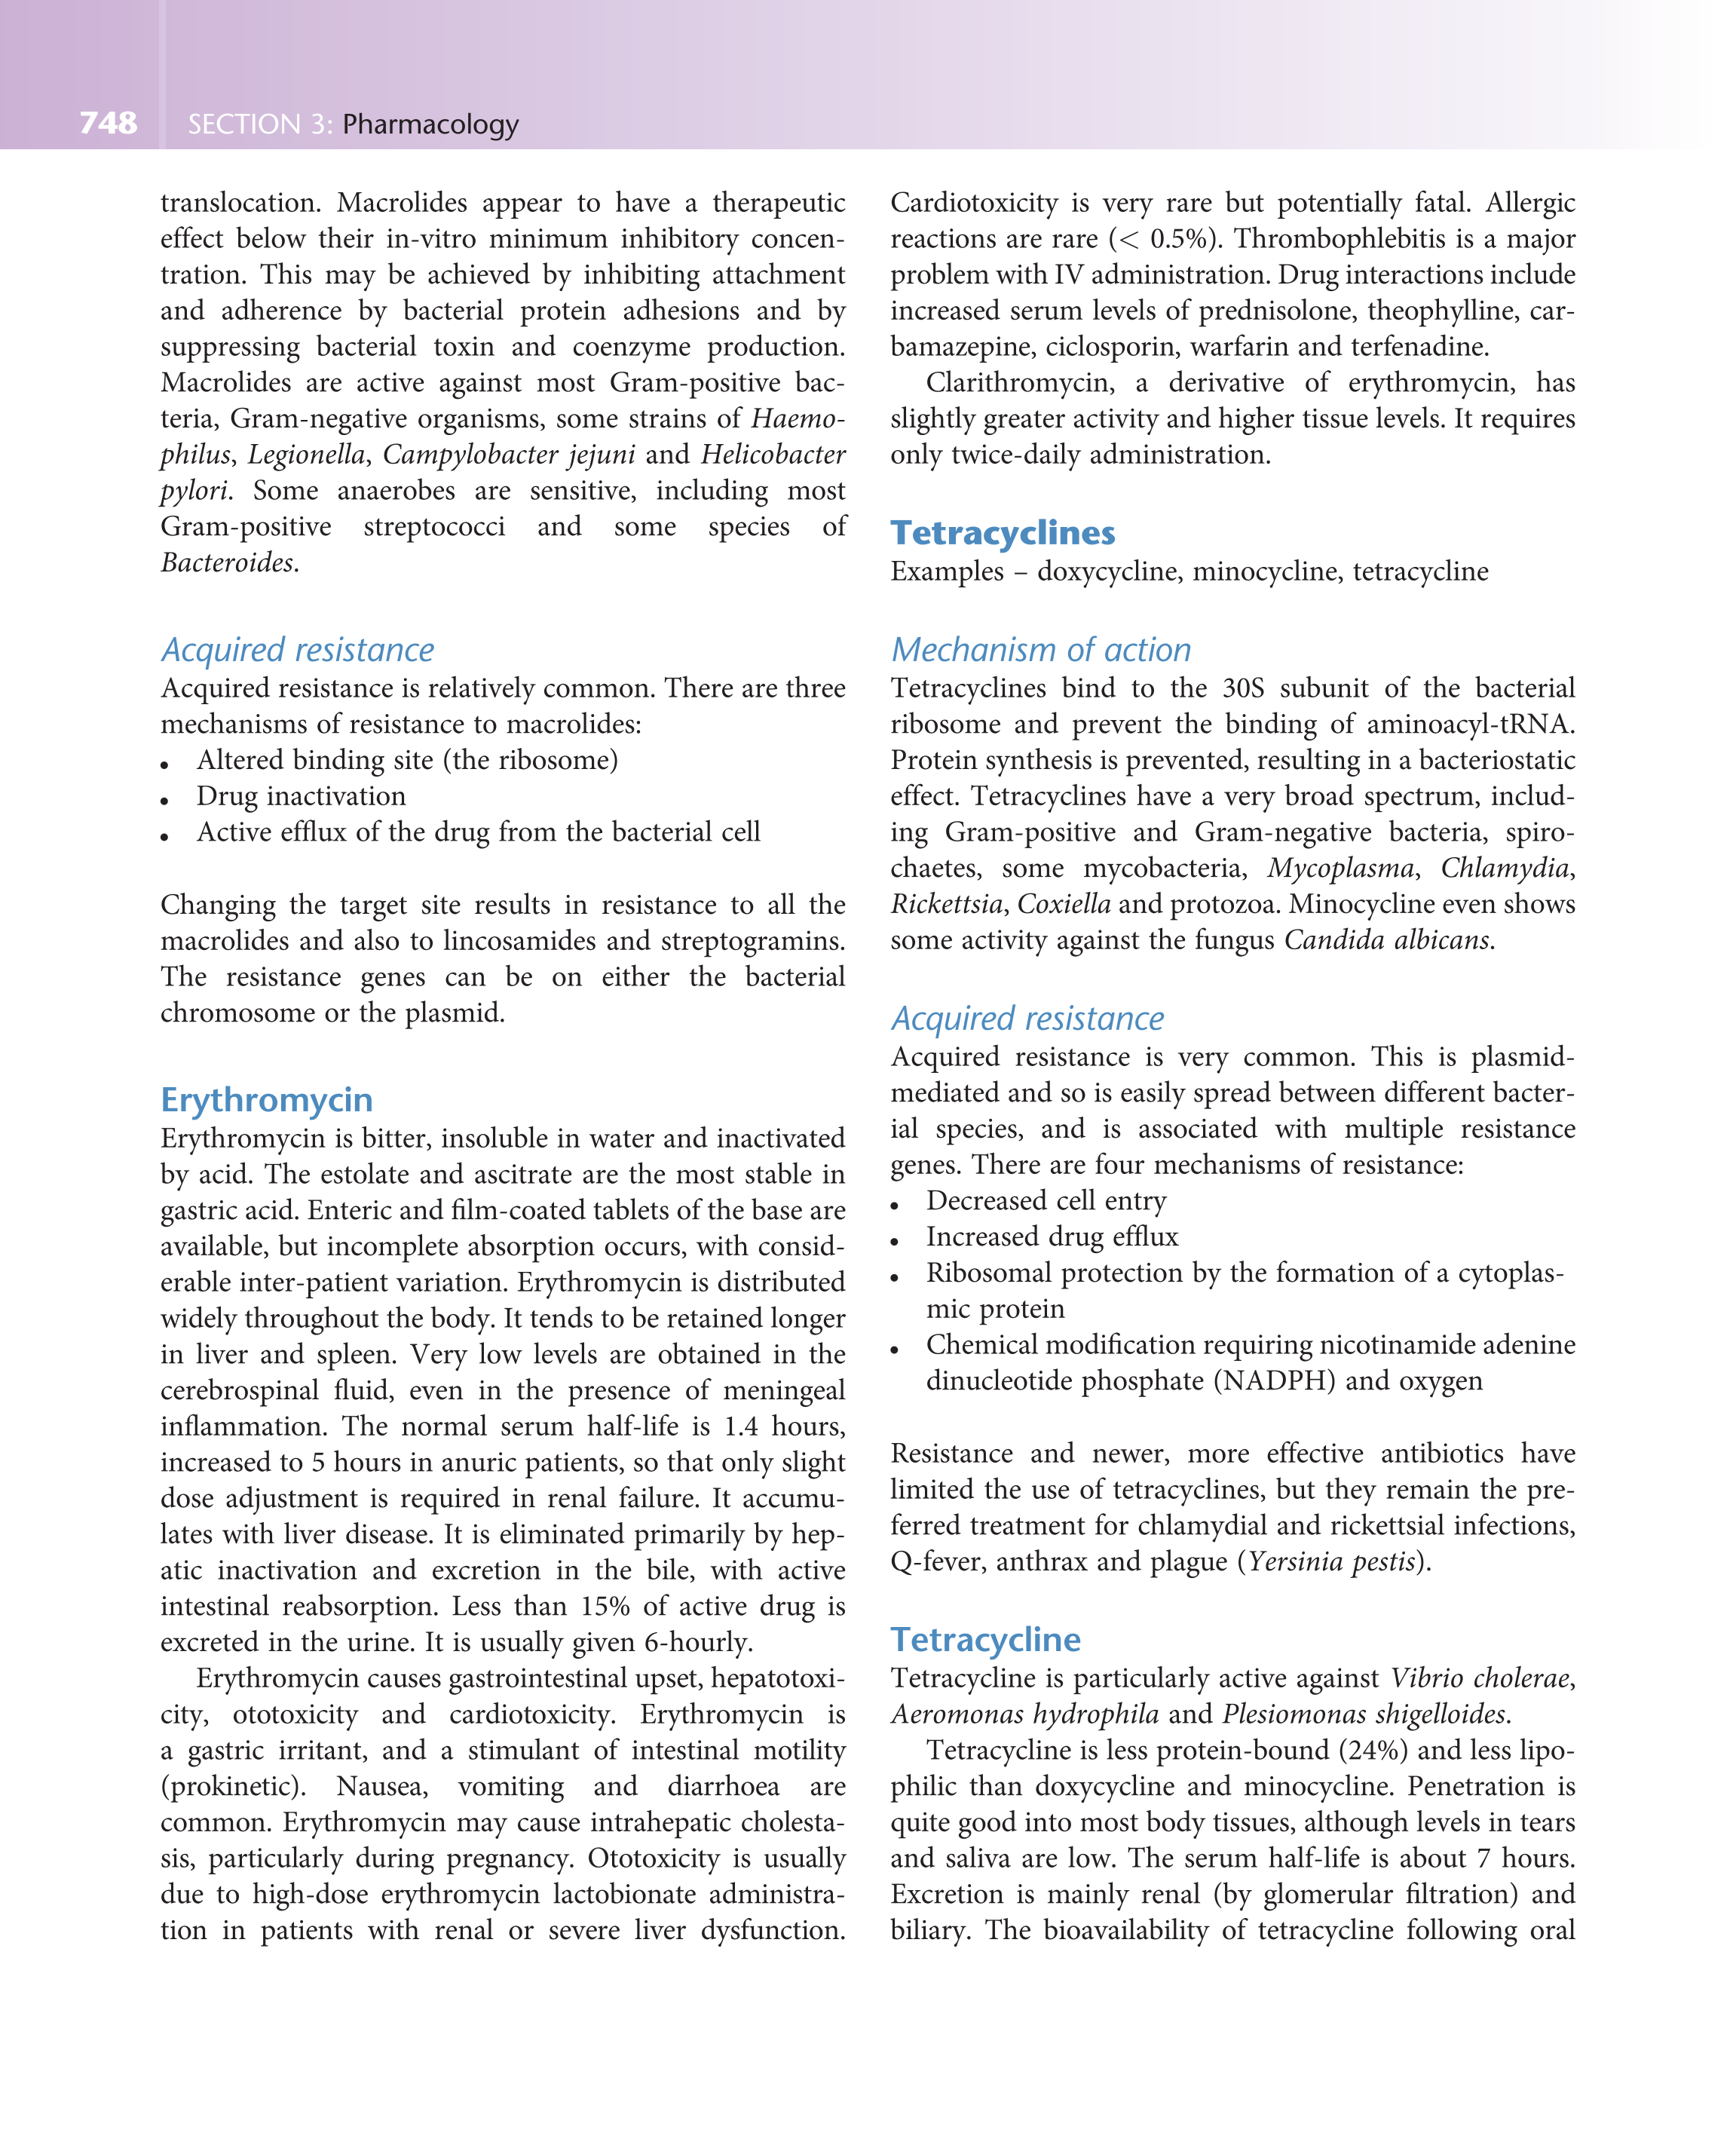 748 SECTION 3: Pharmacology
translocation. Macrolides appear to have a therapeutic
effect below their in-vitro minimum inhibitory concen-
tration. This may be achieved by inhibiting attachment
and adherence by bacterial protein adhesions and by
suppressing bacterial toxin and coenzyme production.
Macrolides are active against most Gram-positive bac-
teria, Gram-negative organisms, some strains of Haemo-
philus, Legionella, Campylobacter jejuni and Helicobacter
pylori. Some anaerobes are sensitive, including most
Gram-positive streptococci and some species of
Bacteroides.
Acquired resistance
Acquired resistance is relatively common. There are three
mechanisms of resistance to macrolides:
• Altered binding site (the ribosome)
• Drug inactivation
• Active efflux of the drug from the bacterial cell
Changing the target site results in resistance to all the
macrolides and also to lincosamides and streptogramins.
The resistance genes can be on either the bacterial
chromosome or the plasmid.
Erythromycin
Erythromycin is bitter, insoluble in water and inactivated
by acid. The estolate and ascitrate are the most stable in
gastric acid. Enteric and film-coated tablets of the base are
available, but incomplete absorption occurs, with consid-
erable inter-patient variation. Erythromycin is distributed
widely throughout the body. It tends to be retained longer
in liver and spleen. Very low levels are obtained in the
cerebrospinal fluid, even in the presence of meningeal
inflammation. The normal serum half-life is 1.4 hours,
increased to 5 hours in anuric patients, so that only slight
dose adjustment is required in renal failure. It accumu-
lates with liver disease. It is eliminated primarily by hep-
atic inactivation and excretion in the bile, with active
intestinal reabsorption. Less than 15% of active drug is
excreted in the urine. It is usually given 6-hourly.
Erythromycin causes gastrointestinal upset, hepatotoxi-
city, ototoxicity and cardiotoxicity. Erythromycin is
a gastric irritant, and a stimulant of intestinal motility
(prokinetic). Nausea, vomiting and diarrhoea are
common. Erythromycin may cause intrahepatic cholesta-
sis, particularly during pregnancy. Ototoxicity is usually
due to high-dose erythromycin lactobionate administra-
tion in patients with renal or severe liver dysfunction.
Cardiotoxicity is very rare but potentially fatal. Allergic
reactions are rare (< 0.5%). Thrombophlebitis is a major
problem with IV administration. Drug interactions include
increased serum levels of prednisolone, theophylline, car-
bamazepine, ciclosporin, warfarin and terfenadine.
Clarithromycin, a derivative of erythromycin, has
slightly greater activity and higher tissue levels. It requires
only twice-daily administration.
Tetracyclines
Examples – doxycycline, minocycline, tetracycline
Mechanism of action
Tetracyclines bind to the 30S subunit of the bacterial
ribosome and prevent the binding of aminoacyl-tRNA.
Protein synthesis is prevented, resulting in a bacteriostatic
effect. Tetracyclines have a very broad spectrum, includ-
ing Gram-positive and Gram-negative bacteria, spiro-
chaetes, some mycobacteria, Mycoplasma, Chlamydia,
Rickettsia, Coxiella and protozoa. Minocycline even shows
some activity against the fungus Candida albicans.
Acquired resistance
Acquired resistance is very common. This is plasmid-
mediated and so is easily spread between different bacter-
ial species, and is associated with multiple resistance
genes. There are four mechanisms of resistance:
• Decreased cell entry
• Increased drug efflux
• Ribosomal protection by the formation of a cytoplas-
mic protein
• Chemical modification requiring nicotinamide adenine
dinucleotide phosphate (NADPH) and oxygen
Resistance and newer, more effective antibiotics have
limited the use of tetracyclines, but they remain the pre-
ferred treatment for chlamydial and rickettsial infections,
Q-fever, anthrax and plague (Yersinia pestis).
Tetracycline
Tetracycline is particularly active against Vibrio cholerae,
Aeromonas hydrophila and Plesiomonas shigelloides.
Tetracycline is less protein-bound (24%) and less lipo-
philic than doxycycline and minocycline. Penetration is
quite good into most body tissues, although levels in tears
and saliva are low. The serum half-life is about 7 hours.
Excretion is mainly renal (by glomerular filtration) and
biliary. The bioavailability of tetracycline following oral